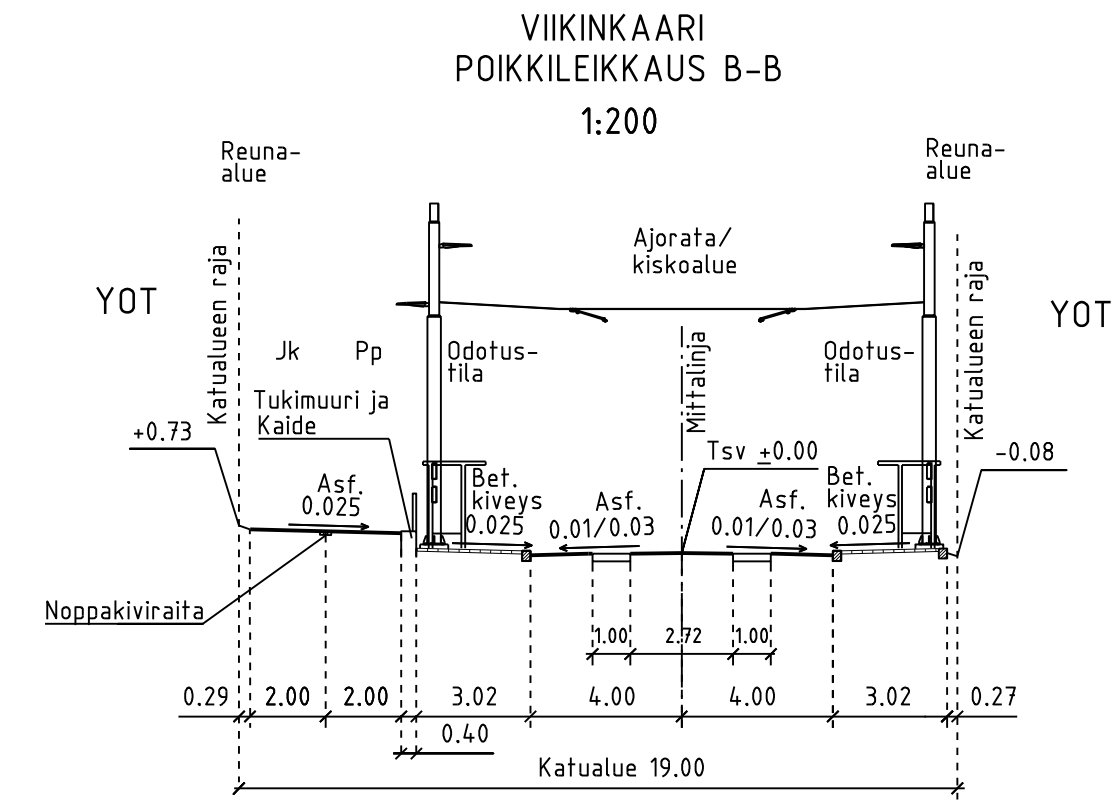 VIIKINKAARI
POIKKILEIKKAUS B-B
1:200
Reuna-
alue
Reuna-
alue
Ajorata/
kiskoalue
Katualueen raja
Katualueen raja
YOT
YOT
Jk
Pp
Odotus-
tila
Mittalinja
Odotus-
tila
Tukimuuri ja
Kaide
+0.73
Tsv ±0.00
-0.08
Asf.
0.025
Bet.
kiveys
0.025
Asf.
0.01/0.03
Asf.
0.01/0.03
Bet.
kiveys
0.025
Noppakiviraita
1.00 2.72 1.00
0.29 2.00 2.00 3.02 4.00 4.00 3.02 0.27
0.40
Katualue 19.00